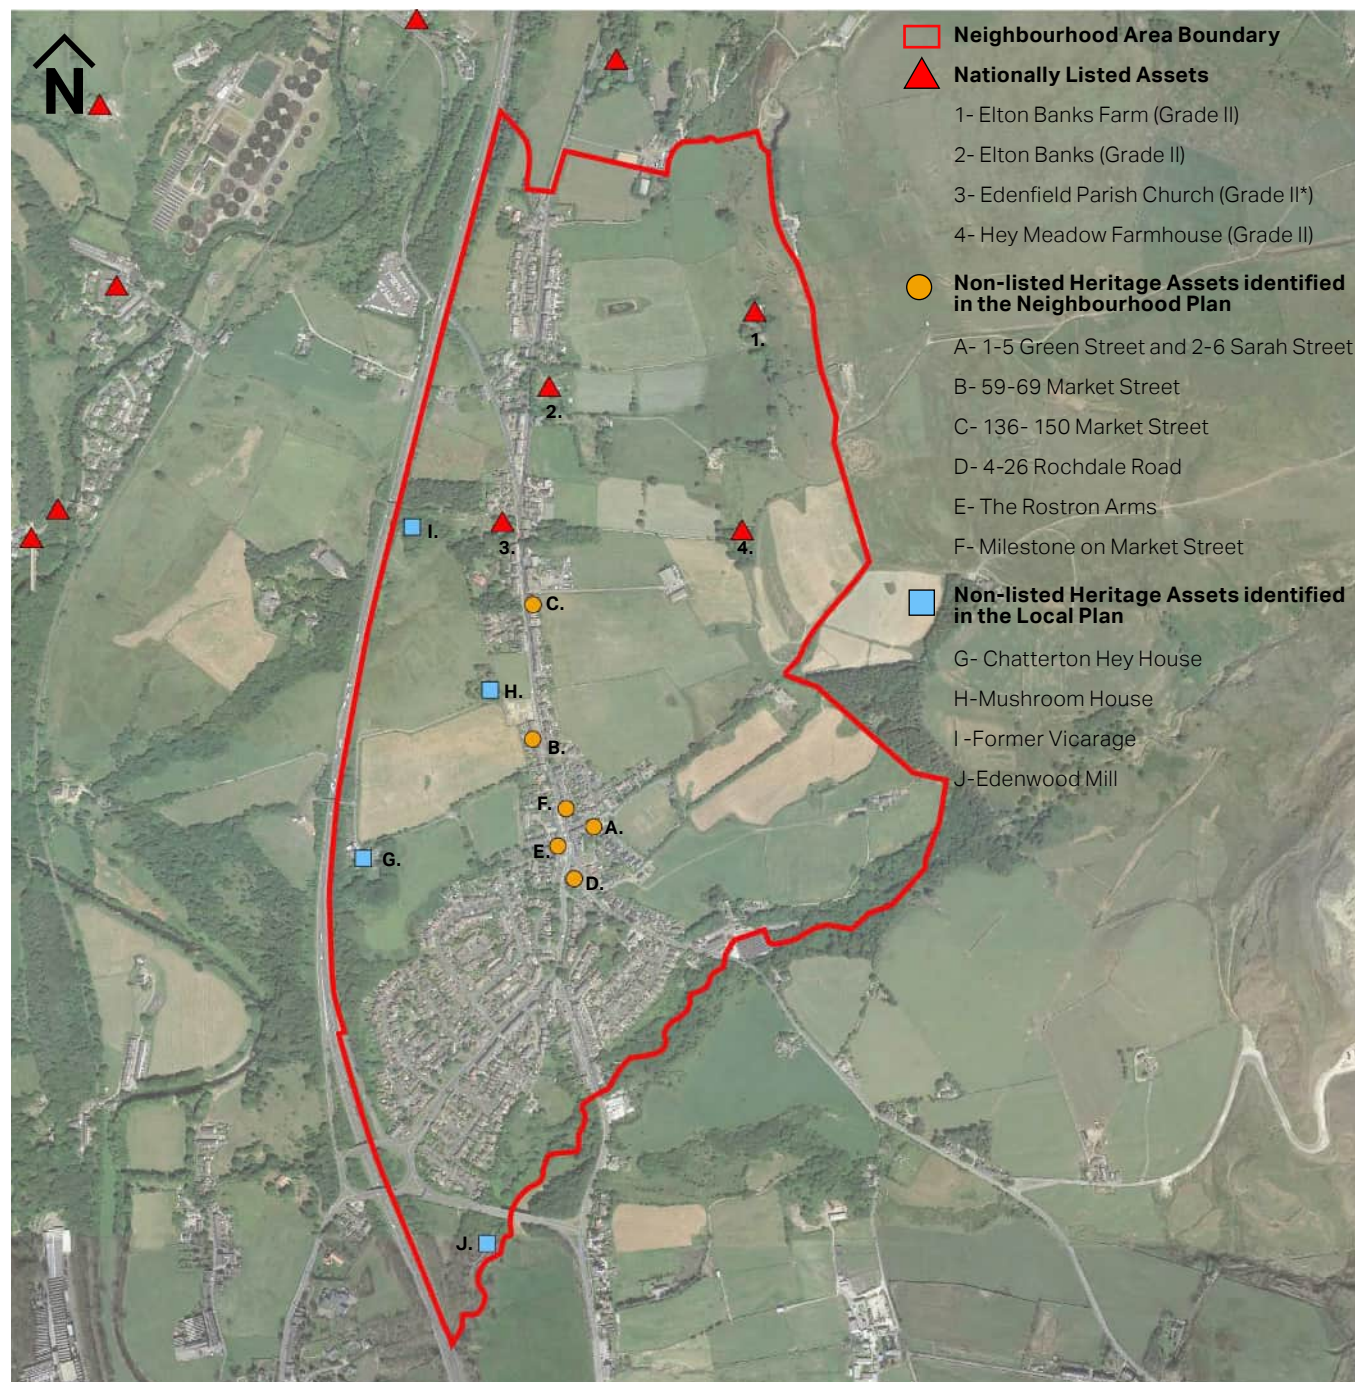 N
Neighbourhood Area Boundary
Nationally Listed Assets
1- Elton Banks Farm (Grade II)
2- Elton Banks (Grade II)
3- Edenfield Parish Church (Grade II*)
4- Hey Meadow Farmhouse (Grade II)
Non-listed Heritage Assets identified
in the Neighbourhood Plan
A- 1-5 Green Street and 2-6 Sarah Street
B- 59-69 Market Street
C- 136- 150 Market Street
D- 4-26 Rochdale Road
E- The Rostron Arms
F- Milestone on Market Street
Non-listed Heritage Assets identified
in the Local Plan
G- Chatterton Hey House
H-Mushroom House
I -Former Vicarage
J-Edenwood Mill
1.
2.
I.
3.
4.
C.
H.
B.
F.
A.
E.
G.
D.
J.